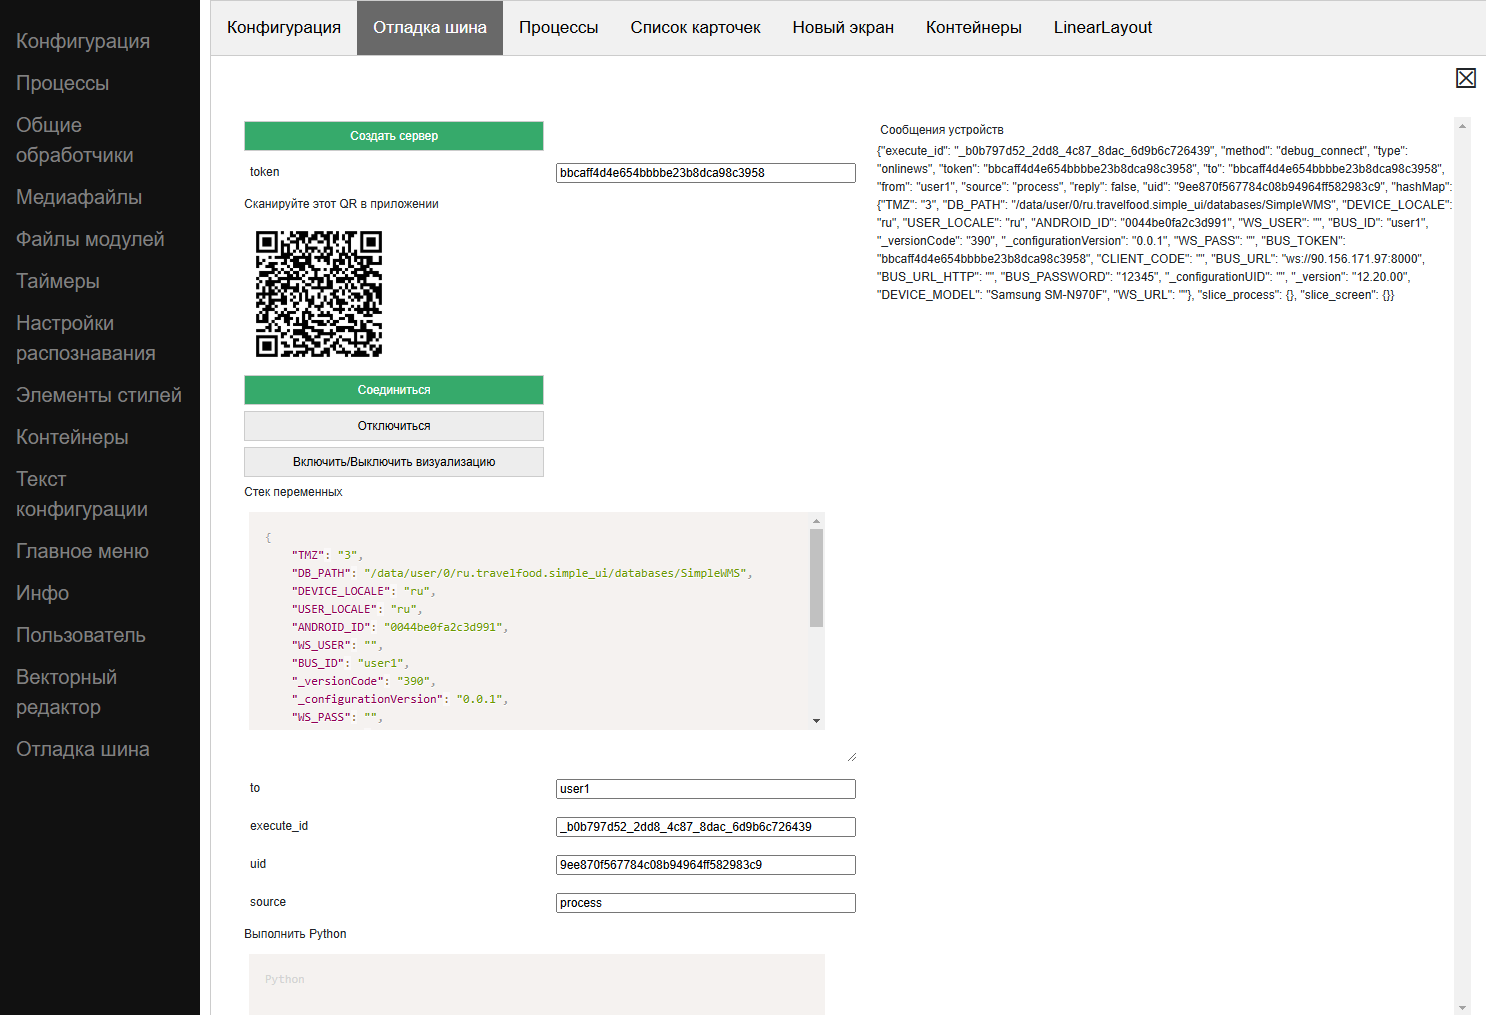 Конфигурация
Процессы
Общие
обработчики
Медиафайлы
Файлы модулей
Таймеры
Настройки
распознавания
Элементы стилей
Контейнеры
Текст
конфигурации
Главное меню
Инфо
Пользователь
Векторный
редактор
Отладка шина
Конфигурация Отладка шина Процессы Список карточек Новый экран Контейнеры LinearLayout
Создать сервер
token bbcaff4d4e654bbbbe23b8dca98c3958
Сканируйте этот QR в приложении
Соединиться
Отключиться
Включить/Выключить визуализацию
Стек переменных
{
"TMZ": "3",
"DB_PATH": "/data/user/0/ru.travelfood.simple_ui/databases/SimpleWMS",
"DEVICE_LOCALE": "ru",
"USER_LOCALE": "ru",
"ANDROID_ID": "0044be0fa2c3d991",
"WS_USER": "",
"BUS_ID": "user1",
"_versionCode": "390",
"_configurationVersion": "0.0.1",
"WS_PASS": "",
to user1
execute_id _b0b797d52_2dd8_4c87_8dac_6d9b6c726439
uid 9ee870f567784c08b94964ff582983c9
source process
Выполнить Python
Python
Сообщения устройств
{"execute_id": "_b0b797d52_2dd8_4c87_8dac_6d9b6c726439", "method": "debug_connect", "type":
"onlinews", "token": "bbcaff4d4e654bbbbe23b8dca98c3958", "to": "bbcaff4d4e654bbbbe23b8dca98c3958",
"from": "user1", "source": "process", "reply": false, "uid": "9ee870f567784c08b94964ff582983c9", "hashMap":
{"TMZ": "3", "DB_PATH": "/data/user/0/ru.travelfood.simple_ui/databases/SimpleWMS", "DEVICE_LOCALE":
"ru", "USER_LOCALE": "ru", "ANDROID_ID": "0044be0fa2c3d991", "WS_USER": "", "BUS_ID": "user1",
"_versionCode": "390", "_configurationVersion": "0.0.1", "WS_PASS": "", "BUS_TOKEN":
"bbcaff4d4e654bbbbe23b8dca98c3958", "CLIENT_CODE": "", "BUS_URL": "ws://90.156.171.97:8000",
"BUS_URL_HTTP": "", "BUS_PASSWORD": "12345", "_configurationUID": "", "_version": "12.20.00",
"DEVICE_MODEL": "Samsung SM-N970F", "WS_URL": ""}, "slice_process": {}, "slice_screen": {}}